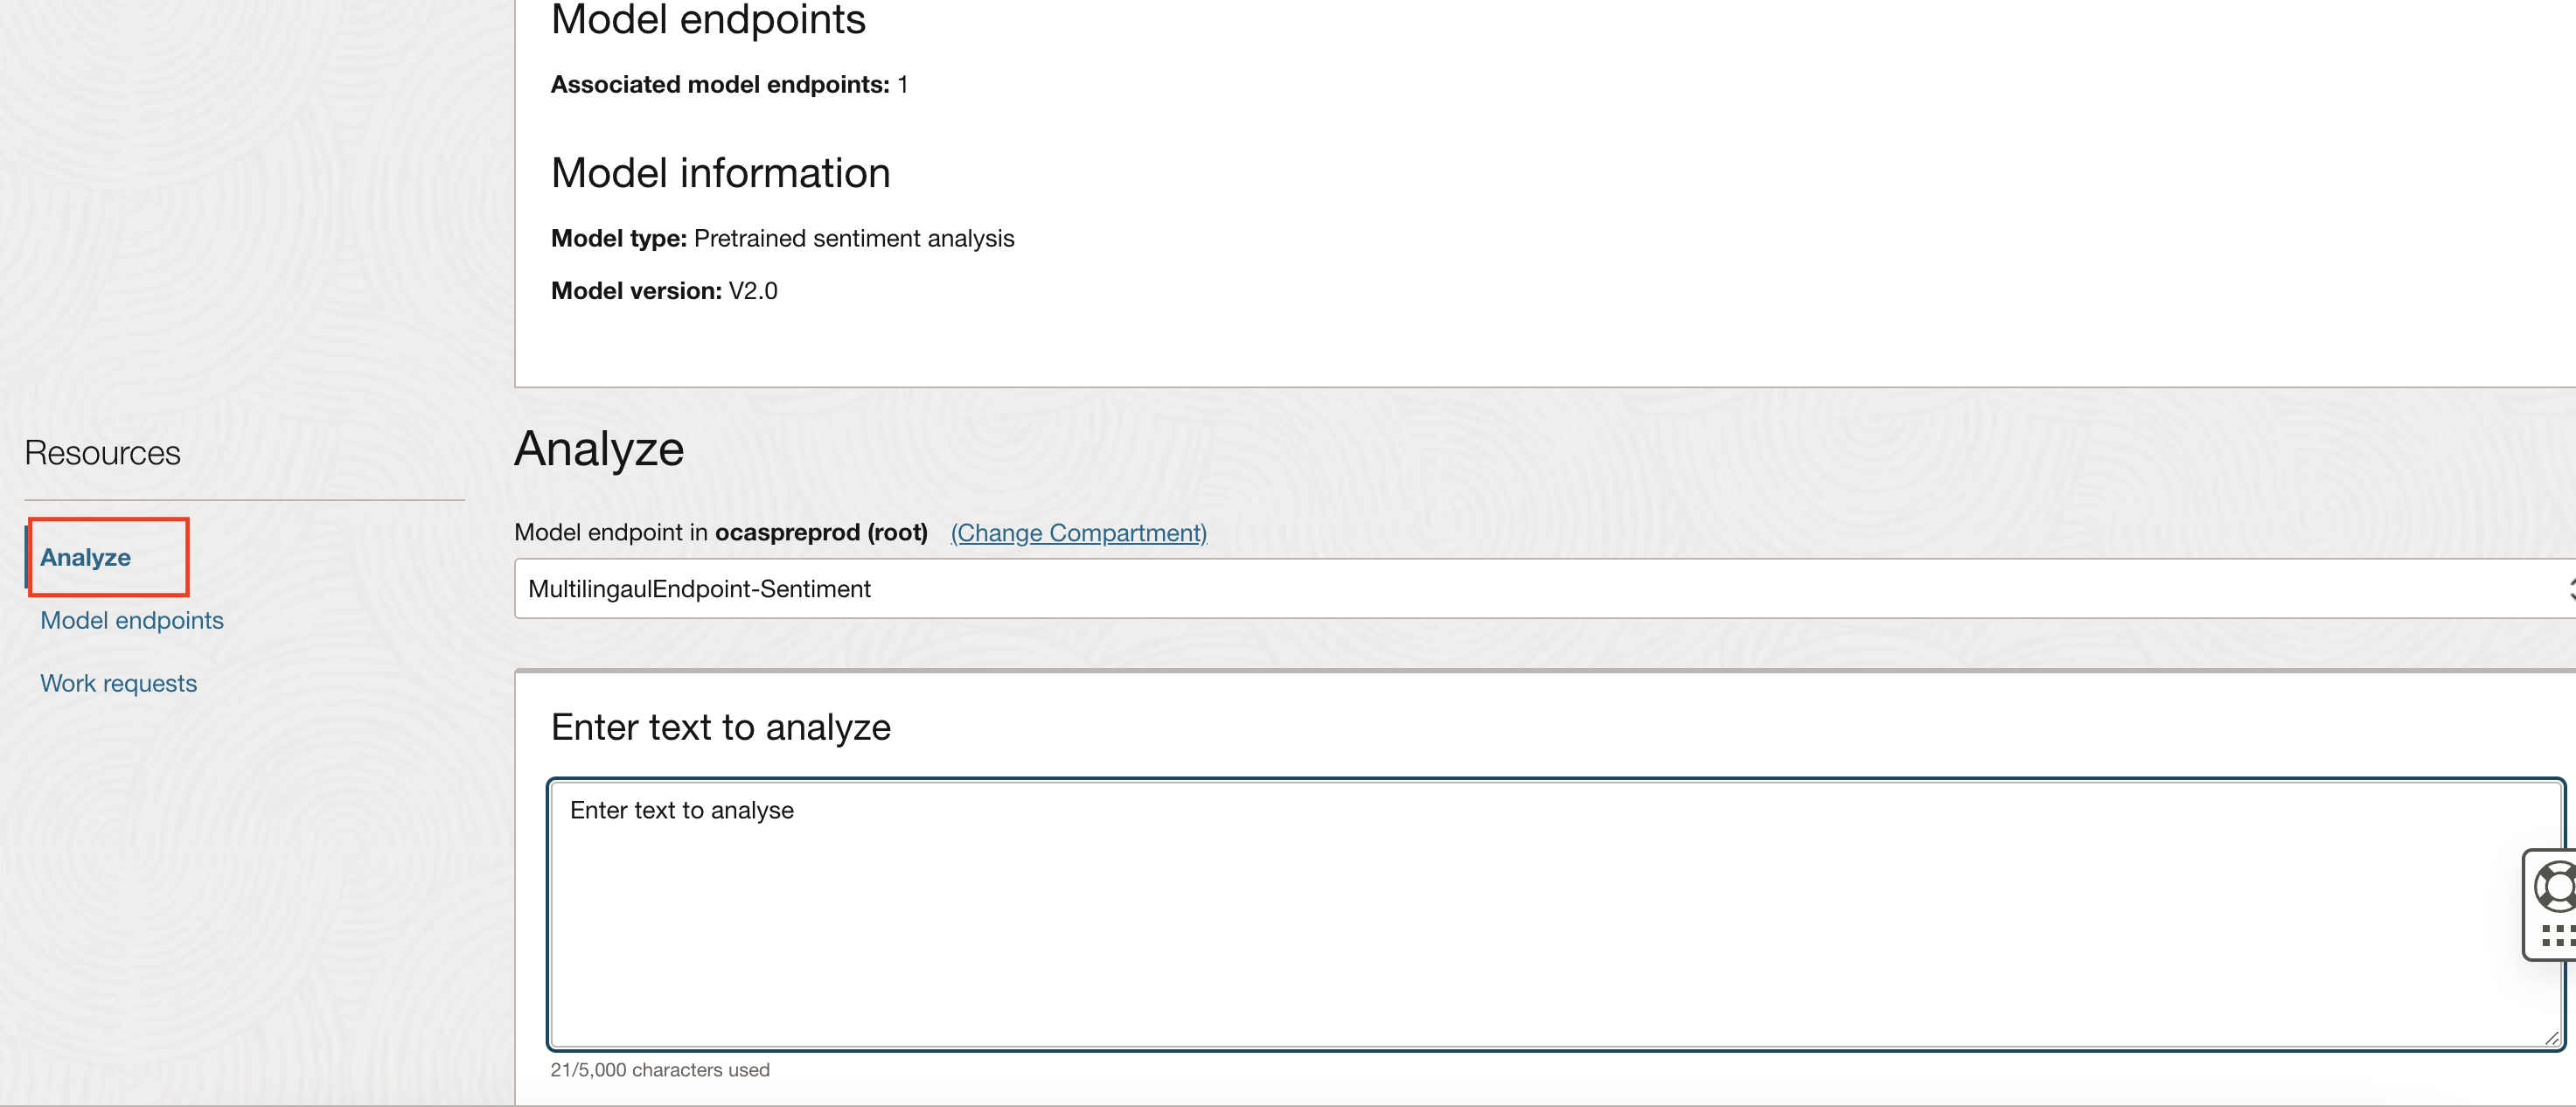 Model endpoints
Associated model endpoints: 1
Model information
Model type: Pretrained sentiment analysis
Model version: V2.0
Resources
Analyze
Model endpoints
Work requests
Analyze
Model endpoint in ocaspreprod (root) (Change Compartment)
MultilingaulEndpoint-Sentiment
Enter text to analyze
Enter text to analyse
21/5,000 characters used